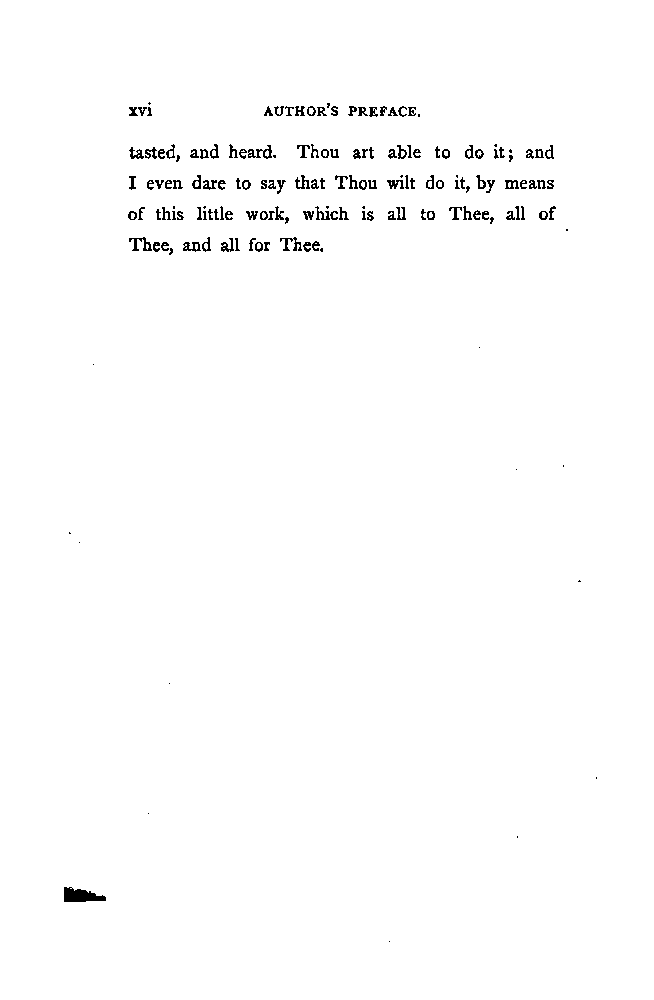 xvi AUTHOR'S PREFACE.
tasted, and heard. Thou art able to do it; and
I even dare to say that Thou wilt do it, by means
of this little work, which is all to Thee, all of
Thee, and all for Thee.